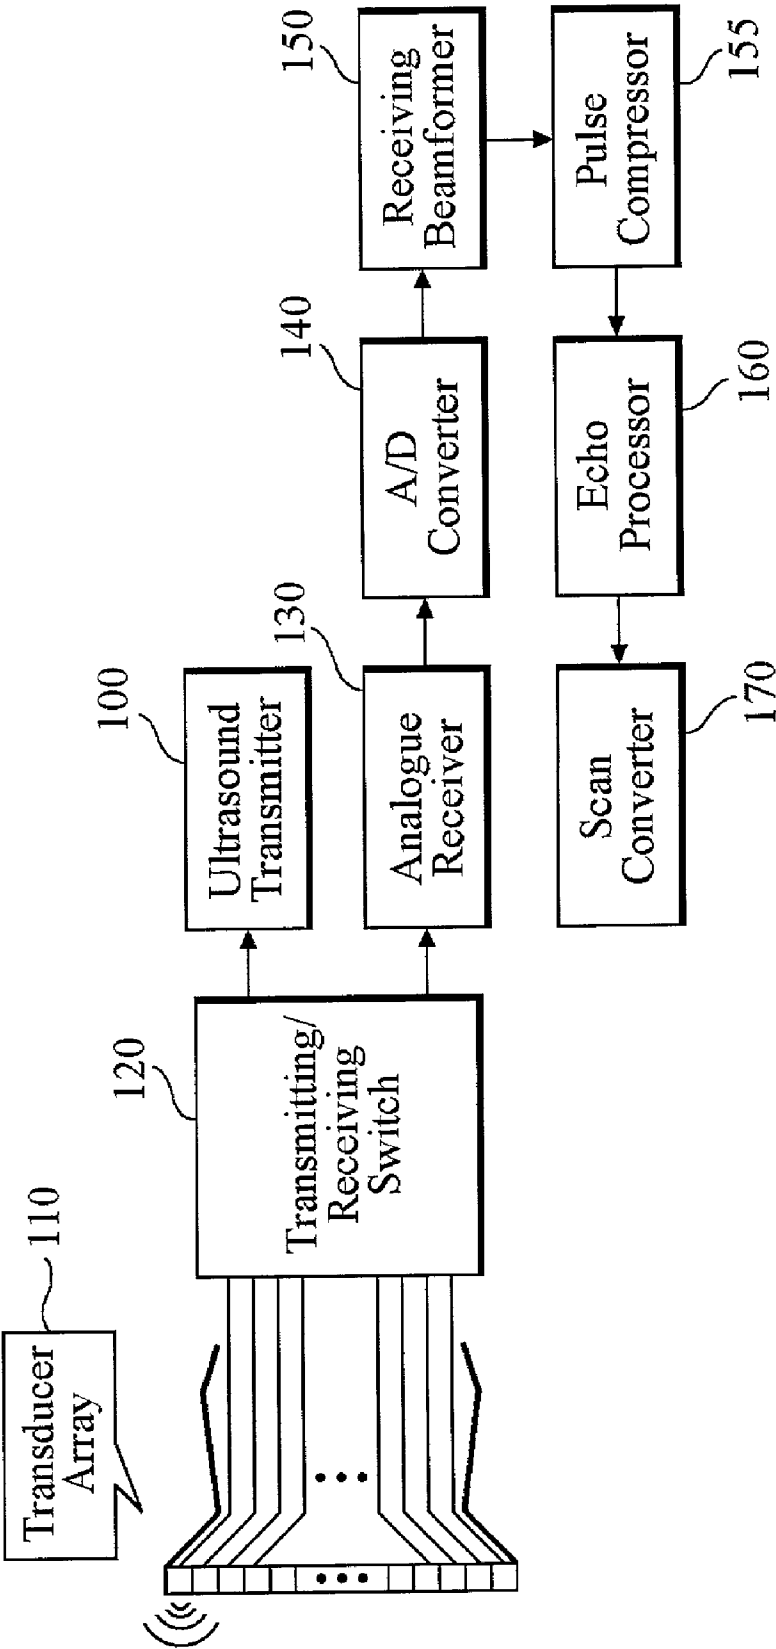 Transducer
Array
110
120
Transmitting/
Receiving
Switch
100
Ultrasound
Transmitter
130
Analogue
Receiver
140
A/D
Converter
150
Receiving
Beamformer
Pulse
Compressor
155
Echo
Processor
160
Scan
Converter
170